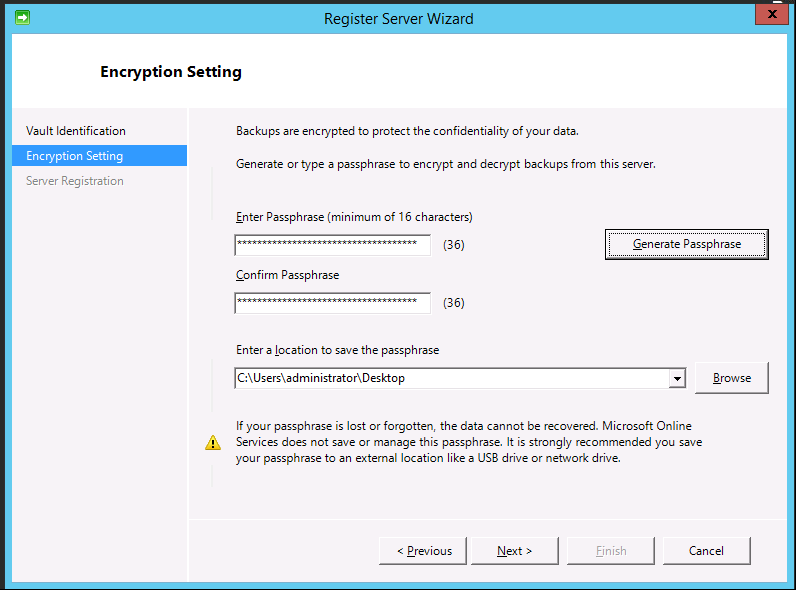 Register Server Wizard
x
Encryption Setting
Vault Identification
Encryption Setting
Server Registration
Backups are encrypted to protect the confidentiality of your data.
Generate or type a passphrase to encrypt and decrypt backups from this server.
Enter Passphrase (minimum of 16 characters)
************************************ (36)
Generate Passphrase
Confirm Passphrase
************************************ (36)
Enter a location to save the passphrase
C:\Users\administrator\Desktop
Browse
If your passphrase is lost or forgotten, the data cannot be recovered. Microsoft Online
Services does not save or manage this passphrase. It is strongly recommended you save
your passphrase to an external location like a USB drive or network drive.
< Previous
Next >
Finish
Cancel